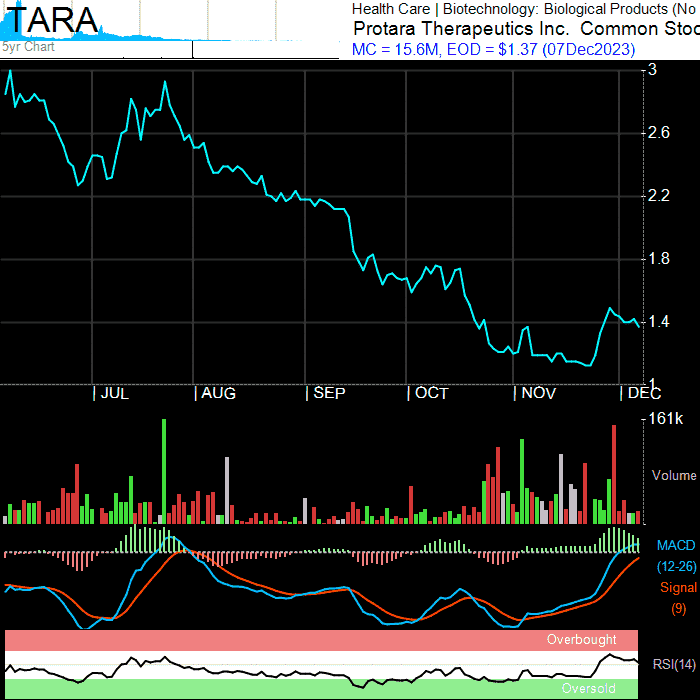 TARA
5yr Chart
Health Care | Biotechnology: Biological Products (No
Protara Therapeutics Inc.  Common Stoc
MC = 15.6M, EOD = $1.37 (07Dec2023)
3
2.6
2.2
1.8
1.4
1
JUL AUG SEP OCT NOV DEC
161k
Volume
MACD
(12-26)
Signal
(9)
Overbought
RSI(14)
Oversold